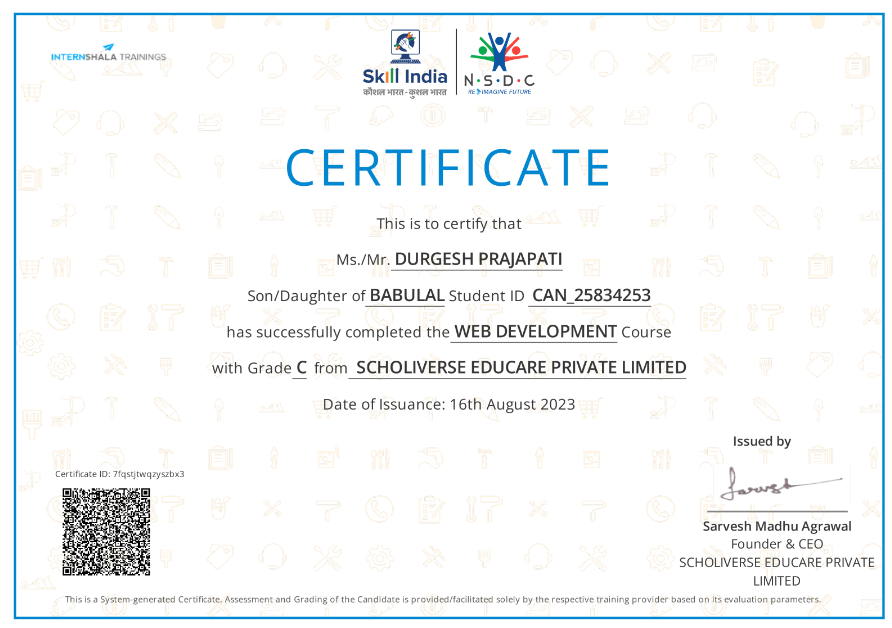 INTERNSHALA TRAININGS
Skill India
कौशल भारत - कुशल भारत
N·S·D·C
RE IMAGINE FUTURE
CERTIFICATE
This is to certify that
Ms./Mr. DURGESH PRAJAPATI
Son/Daughter of BABULAL Student ID CAN_25834253
has successfully completed the WEB DEVELOPMENT Course
with Grade C from SCHOLIVERSE EDUCARE PRIVATE LIMITED
Date of Issuance: 16th August 2023
Issued by
Certificate ID: 7fqstjtwqzyszbx3
Sarvesh
Sarvesh Madhu Agrawal
Founder & CEO
SCHOLIVERSE EDUCARE PRIVATE
LIMITED
This is a System-generated Certificate, Assessment and Grading of the Candidate is provided/facilitated solely by the respective training provider based on its evaluation parameters.